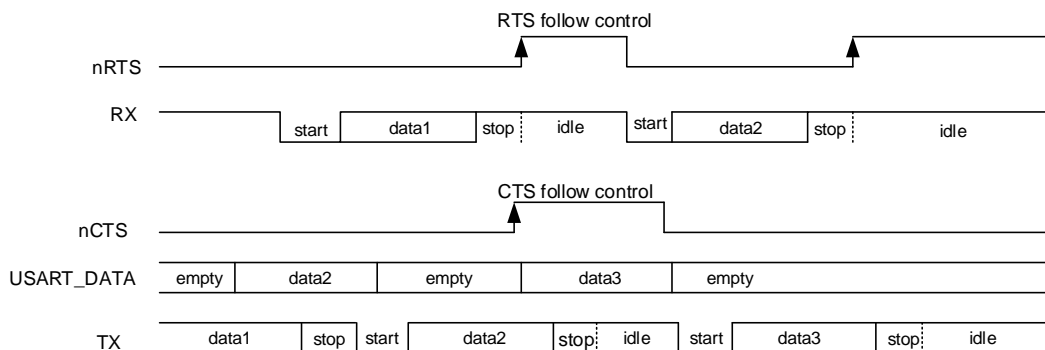 RTS follow control
nRTS
RX
start data1 stop idle start data2 stop idle
CTS follow control
nCTS
USART_DATA empty data2 empty data3 empty
TX data1 stop start data2 stop idle start data3 stop idle